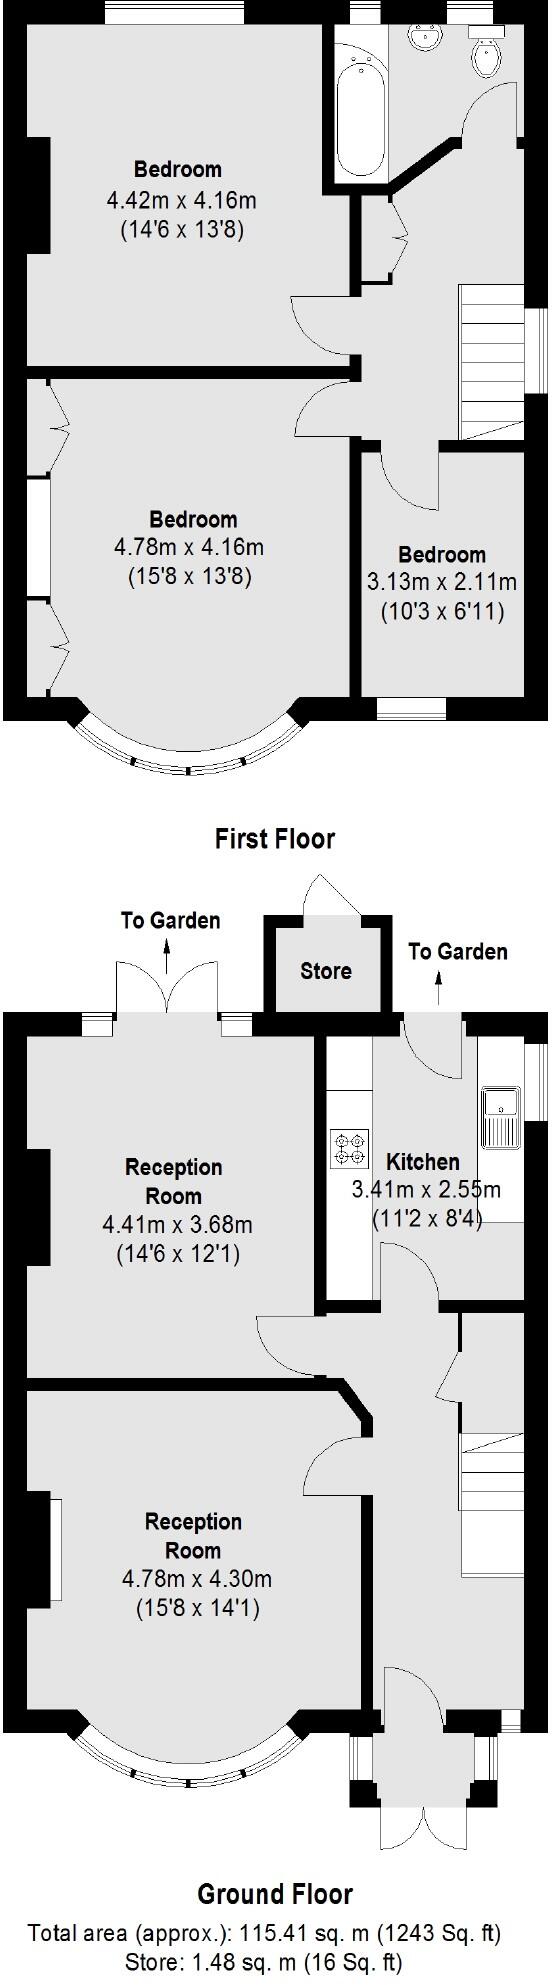 Bedroom
4.42m x 4.16m
(14'6 x 13'8)
Bedroom
4.78m x 4.16m
(15'8 x 13'8)
Bedroom
3.13m x 2.11m
(10'3 x 6'11)
First Floor
To Garden
Store
To Garden
Reception
Room
4.41m x 3.68m
(14'6 x 12'1)
Kitchen
3.41m x 2.55m
(11'2 x 8'4)
Reception
Room
4.78m x 4.30m
(15'8 x 14'1)
Ground Floor
Total area (approx.): 115.41 sq. m (1243 Sq. ft)
Store: 1.48 sq. m (16 Sq. ft)